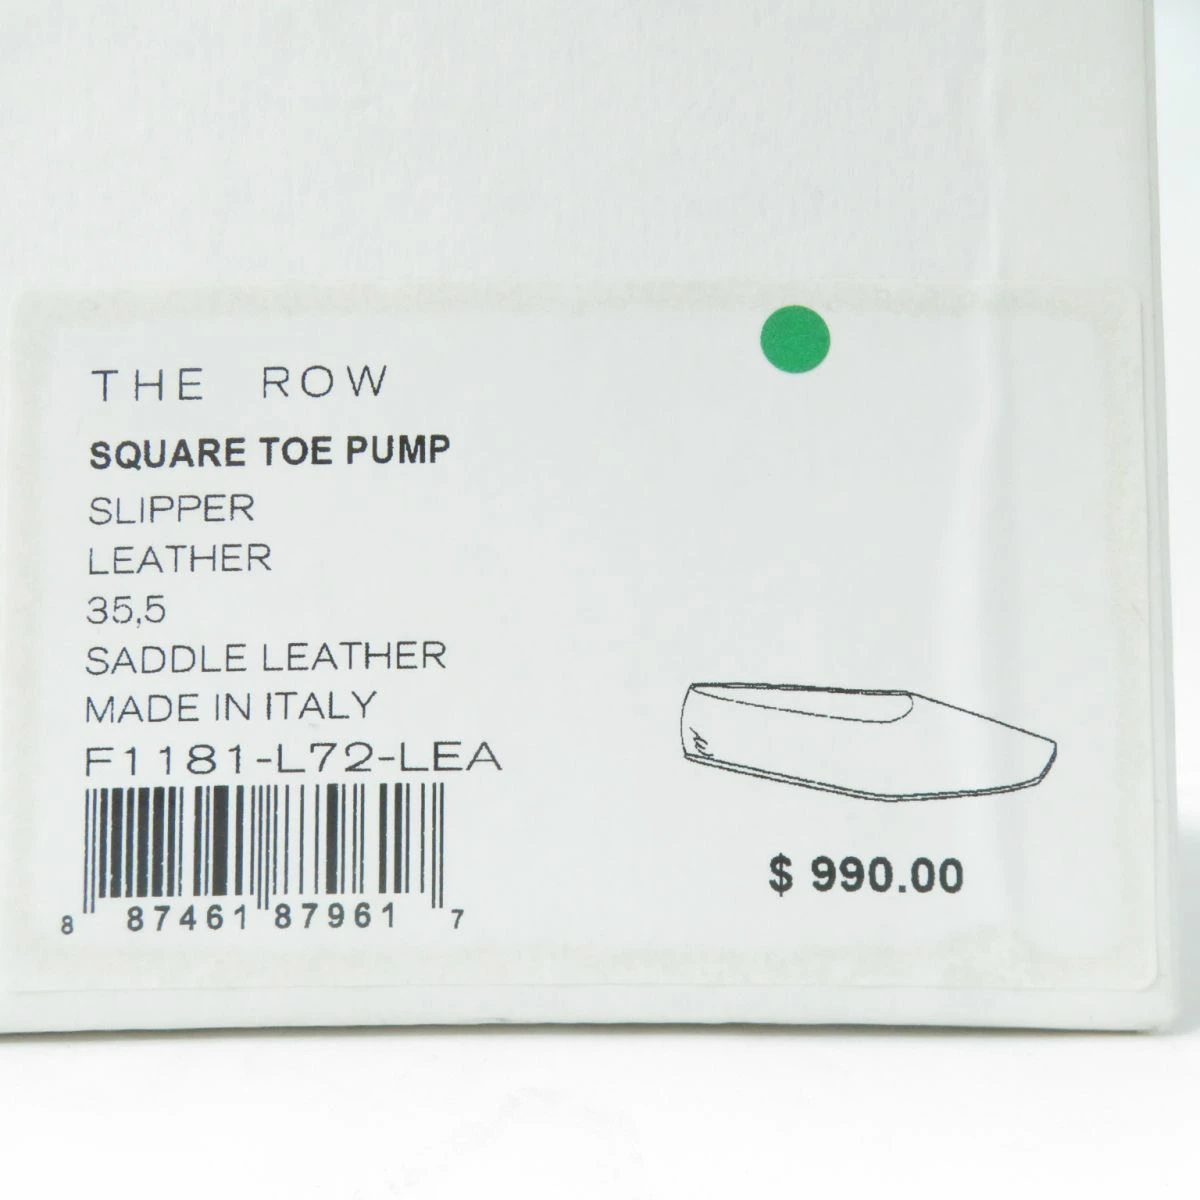 THE ROW
SQUARE TOE PUMP
SLIPPER
LEATHER
35,5
SADDLE LEATHER
MADE IN ITALY
F1181-L72-LEA
8 87461 87961 7
$ 990.00